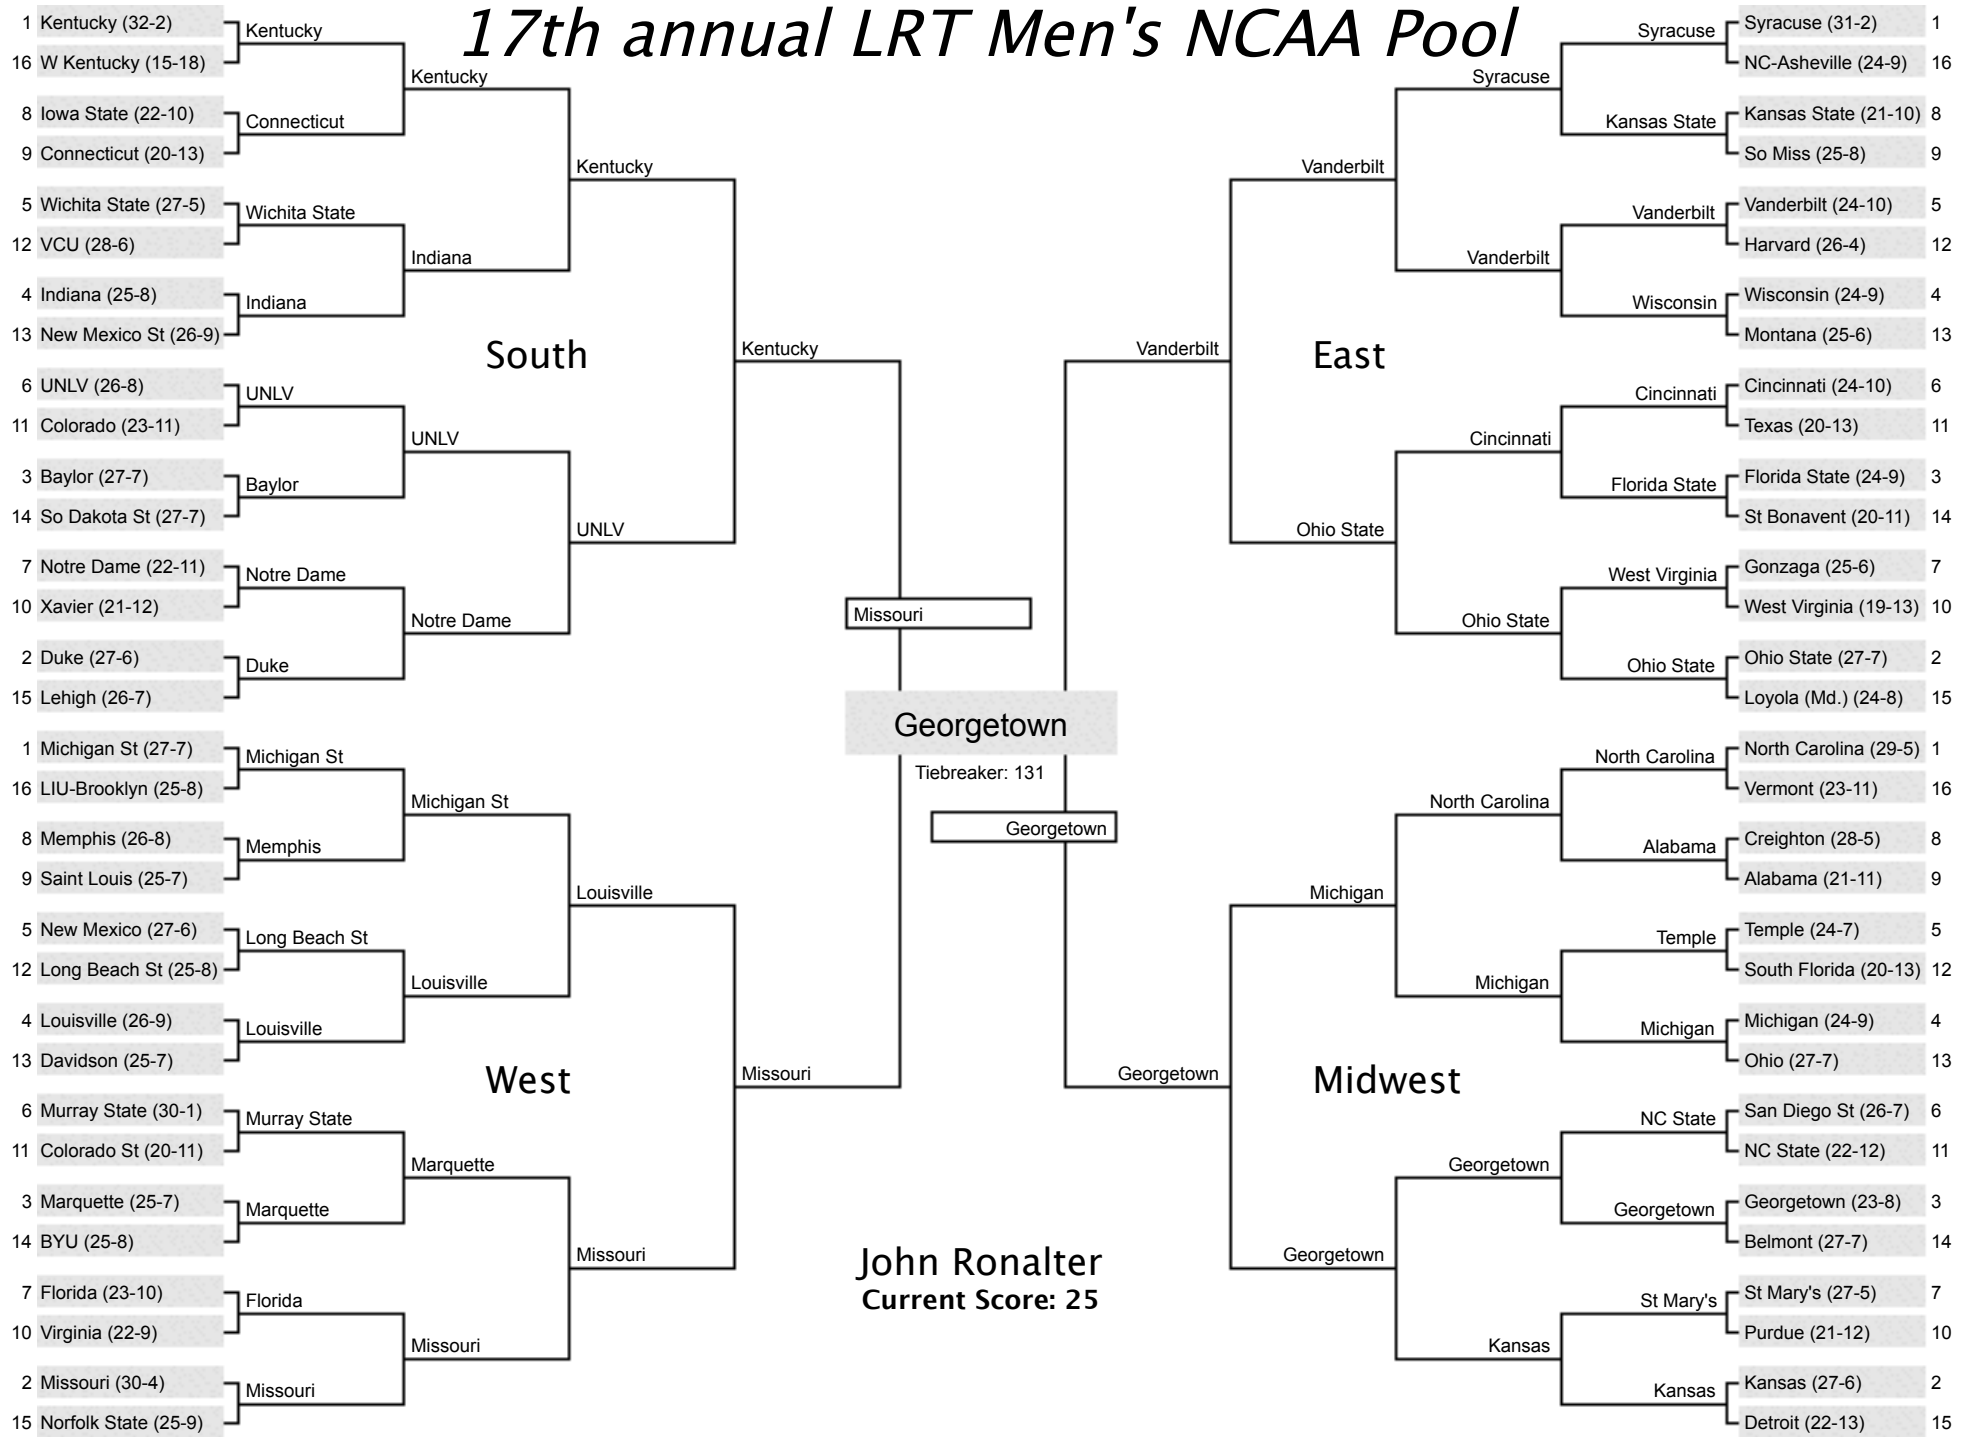 17th annual LRT Men's NCAA Pool
1 Kentucky (32-2)
16 W Kentucky (15-18)
8 Iowa State (22-10)
9 Connecticut (20-13)
5 Wichita State (27-5)
12 VCU (28-6)
4 Indiana (25-8)
13 New Mexico St (26-9)
6 UNLV (26-8)
11 Colorado (23-11)
3 Baylor (27-7)
14 So Dakota St (27-7)
7 Notre Dame (22-11)
10 Xavier (21-12)
2 Duke (27-6)
15 Lehigh (26-7)
Kentucky
Connecticut
Wichita State
Indiana
UNLV
Baylor
Notre Dame
Duke
Kentucky
Indiana
UNLV
Notre Dame
Kentucky
UNLV
South
Kentucky
1 Michigan St (27-7)
16 LIU-Brooklyn (25-8)
8 Memphis (26-8)
9 Saint Louis (25-7)
5 New Mexico (27-6)
12 Long Beach St (25-8)
4 Louisville (26-9)
13 Davidson (25-7)
6 Murray State (30-1)
11 Colorado St (20-11)
3 Marquette (25-7)
14 BYU (25-8)
7 Florida (23-10)
10 Virginia (22-9)
2 Missouri (30-4)
15 Norfolk State (25-9)
Michigan St
Memphis
Long Beach St
Louisville
Murray State
Marquette
Florida
Missouri
Michigan St
Louisville
Marquette
Missouri
Louisville
Missouri
West
Missouri
Missouri
Georgetown
Tiebreaker: 131
Georgetown
John Ronalter
Current Score: 25
Syracuse (31-2) 1
NC-Asheville (24-9) 16
Kansas State (21-10) 8
So Miss (25-8) 9
Vanderbilt (24-10) 5
Harvard (26-4) 12
Wisconsin (24-9) 4
Montana (25-6) 13
Cincinnati (24-10) 6
Texas (20-13) 11
Florida State (24-9) 3
St Bonavent (20-11) 14
Gonzaga (25-6) 7
West Virginia (19-13) 10
Ohio State (27-7) 2
Loyola (Md.) (24-8) 15
Syracuse
Kansas State
Vanderbilt
Wisconsin
Cincinnati
Florida State
West Virginia
Ohio State
Syracuse
Vanderbilt
Cincinnati
Ohio State
Vanderbilt
Ohio State
East
Vanderbilt
North Carolina (29-5) 1
Vermont (23-11) 16
Creighton (28-5) 8
Alabama (21-11) 9
Temple (24-7) 5
South Florida (20-13) 12
Michigan (24-9) 4
Ohio (27-7) 13
San Diego St (26-7) 6
NC State (22-12) 11
Georgetown (23-8) 3
Belmont (27-7) 14
St Mary's (27-5) 7
Purdue (21-12) 10
Kansas (27-6) 2
Detroit (22-13) 15
North Carolina
Alabama
Temple
Michigan
NC State
Georgetown
St Mary's
Kansas
North Carolina
Michigan
Georgetown
Kansas
Michigan
Georgetown
Midwest
Georgetown